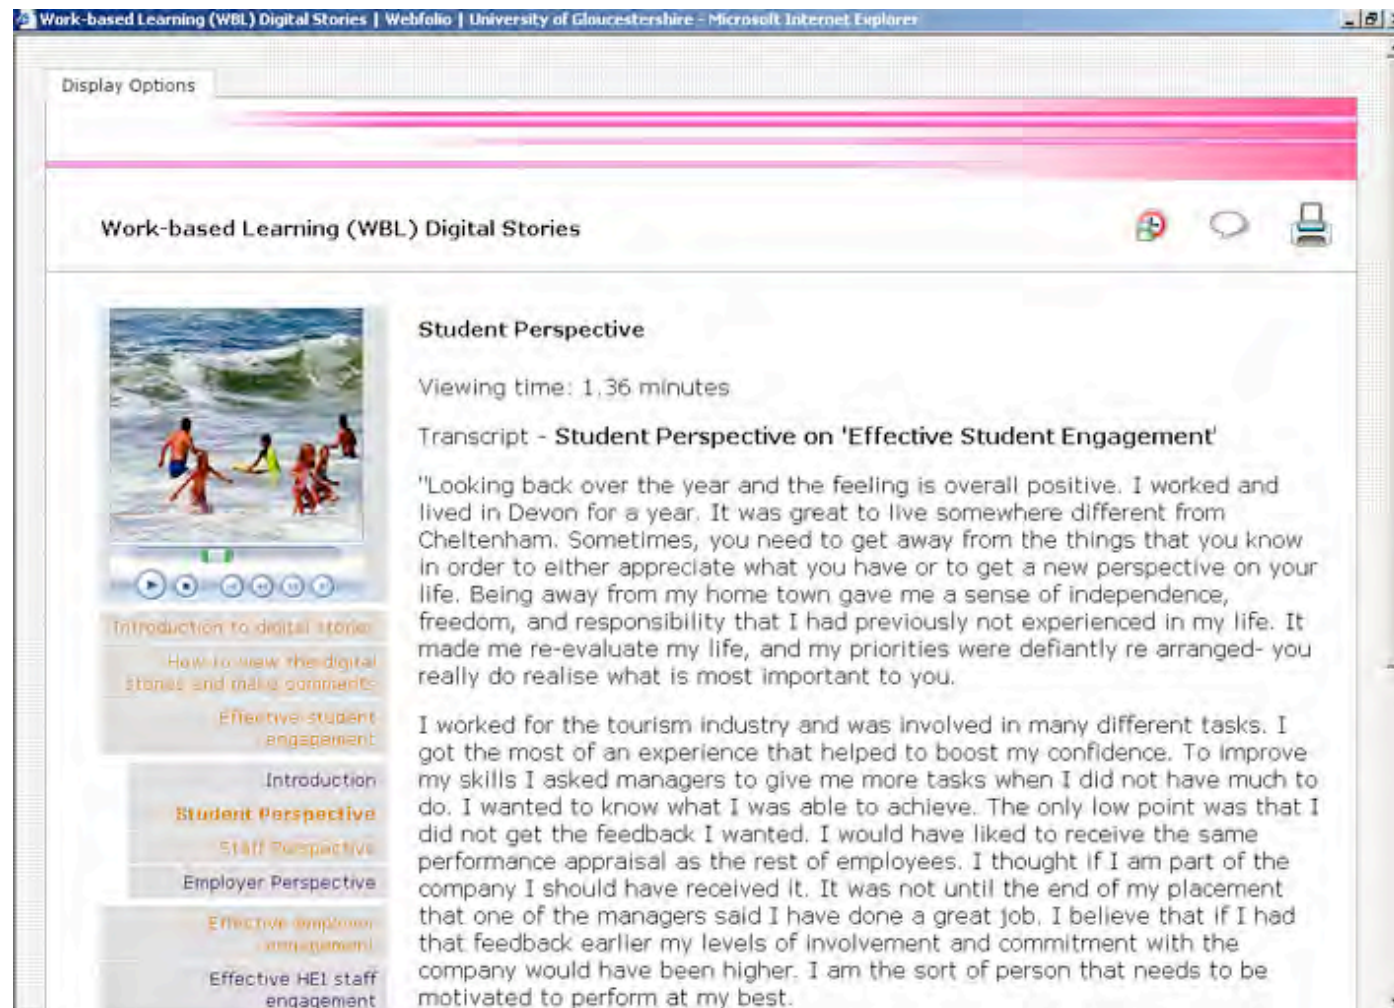 Work-based Learning (WBL) Digital Stories | Webfolio | University of Gloucestershire - Microsoft Internet Explorer
Display Options
Work-based Learning (WBL) Digital Stories
Student Perspective
Viewing time: 1.36 minutes
Transcript - Student Perspective on 'Effective Student Engagement'
"Looking back over the year and the feeling is overall positive. I worked and
lived in Devon for a year. It was great to live somewhere different from
Cheltenham. Sometimes, you need to get away from the things that you know
in order to either appreciate what you have or to get a new perspective on your
life. Being away from my home town gave me a sense of independence,
freedom, and responsibility that I had previously not experienced in my life. It
made me re-evaluate my life, and my priorities were defiantly re arranged- you
really do realise what is most important to you.
I worked for the tourism industry and was involved in many different tasks. I
got the most of an experience that helped to boost my confidence. To improve
my skills I asked managers to give me more tasks when I did not have much to
do. I wanted to know what I was able to achieve. The only low point was that I
did not get the feedback I wanted. I would have liked to receive the same
performance appraisal as the rest of employees. I thought if I am part of the
company I should have received it. It was not until the end of my placement
that one of the managers said I have done a great job. I believe that if I had
that feedback earlier my levels of involvement and commitment with the
company would have been higher. I am the sort of person that needs to be
motivated to perform at my best.
Introduction to digital stories
How to view the digital
stories and make comments
Effective student
engagement
Introduction
Student Perspective
Staff Perspective
Employer Perspective
Effective employer
engagement
Effective HEI staff
engagement